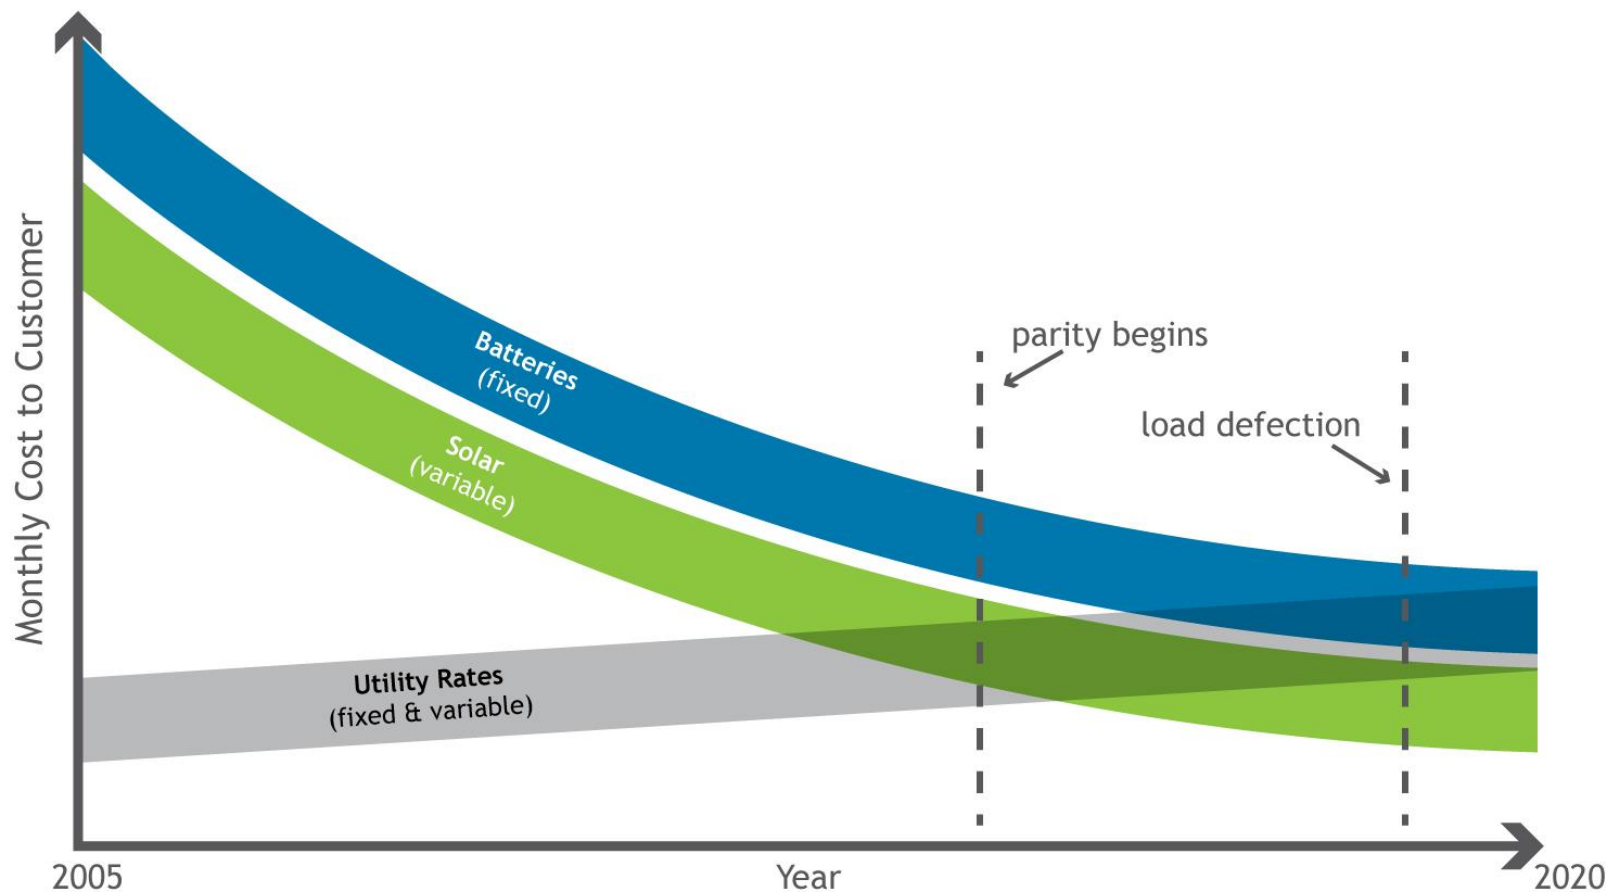 Monthly Cost to Customer
Batteries
(fixed)
Solar
(variable)
Utility Rates
(fixed & variable)
parity begins
load defection
2005
Year
2020